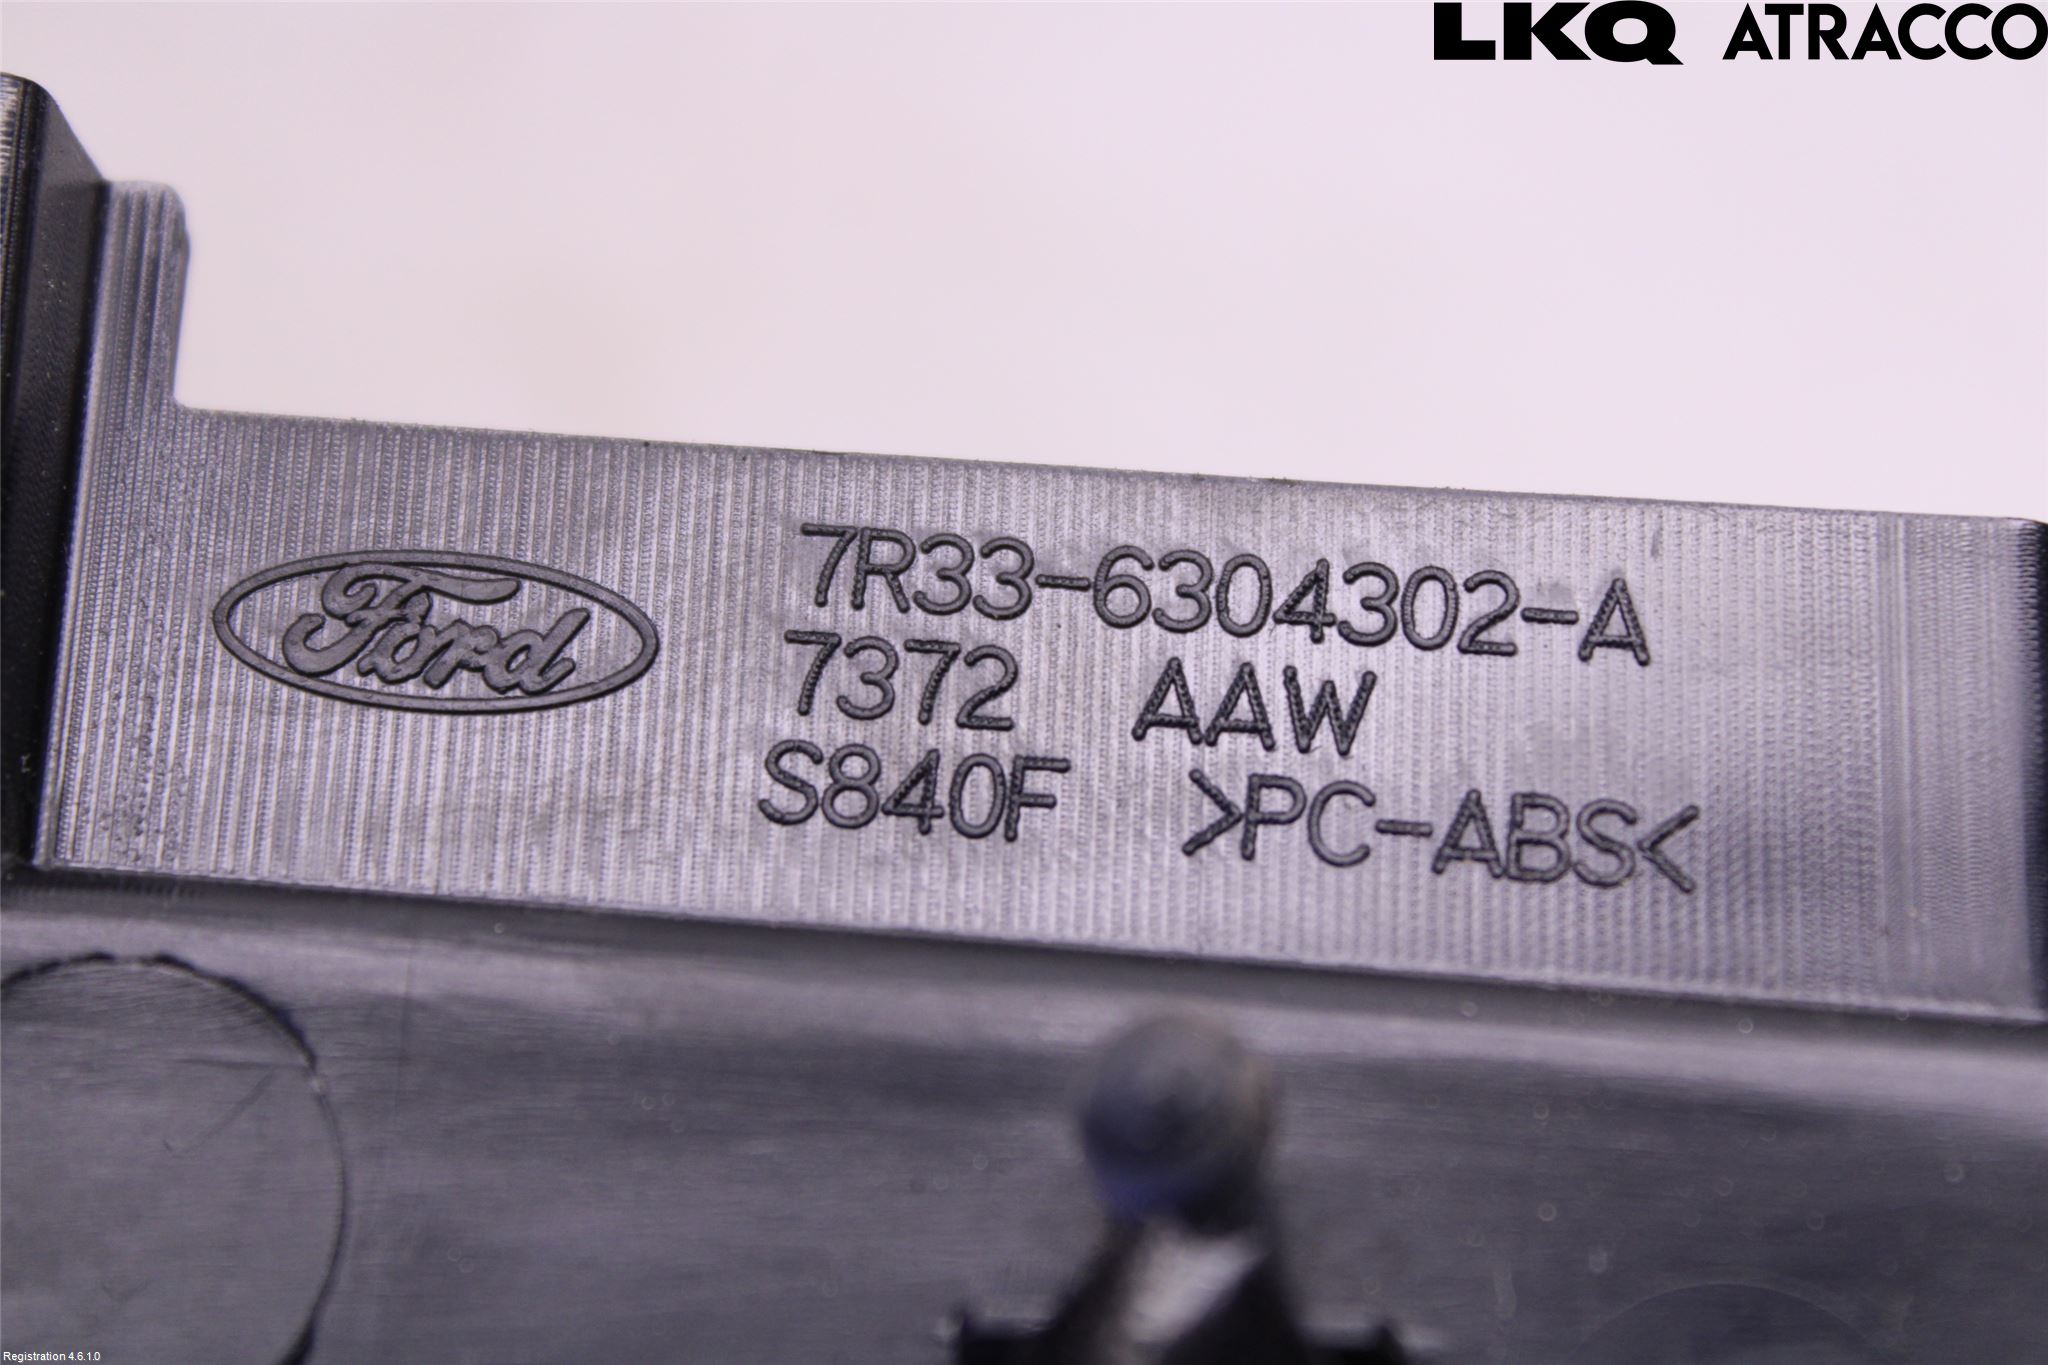 LKQ ATRACCO
Ford
7R33-6304302-A
7372 AAW
S840F >PC-ABS<
Registration 4.6.1.0